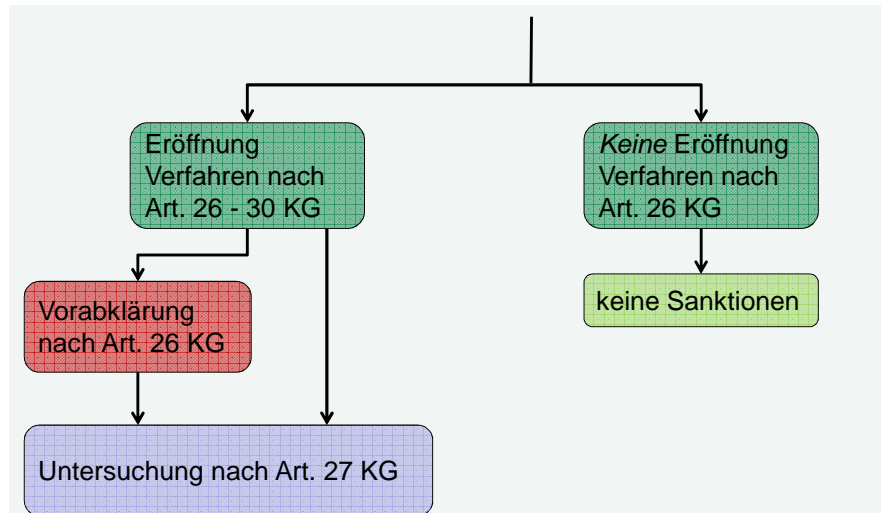 Eröffnung
Verfahren nach
Art. 26 - 30 KG
Keine Eröffnung
Verfahren nach
Art. 26 KG
Vorabklärung
nach Art. 26 KG
keine Sanktionen
Untersuchung nach Art. 27 KG